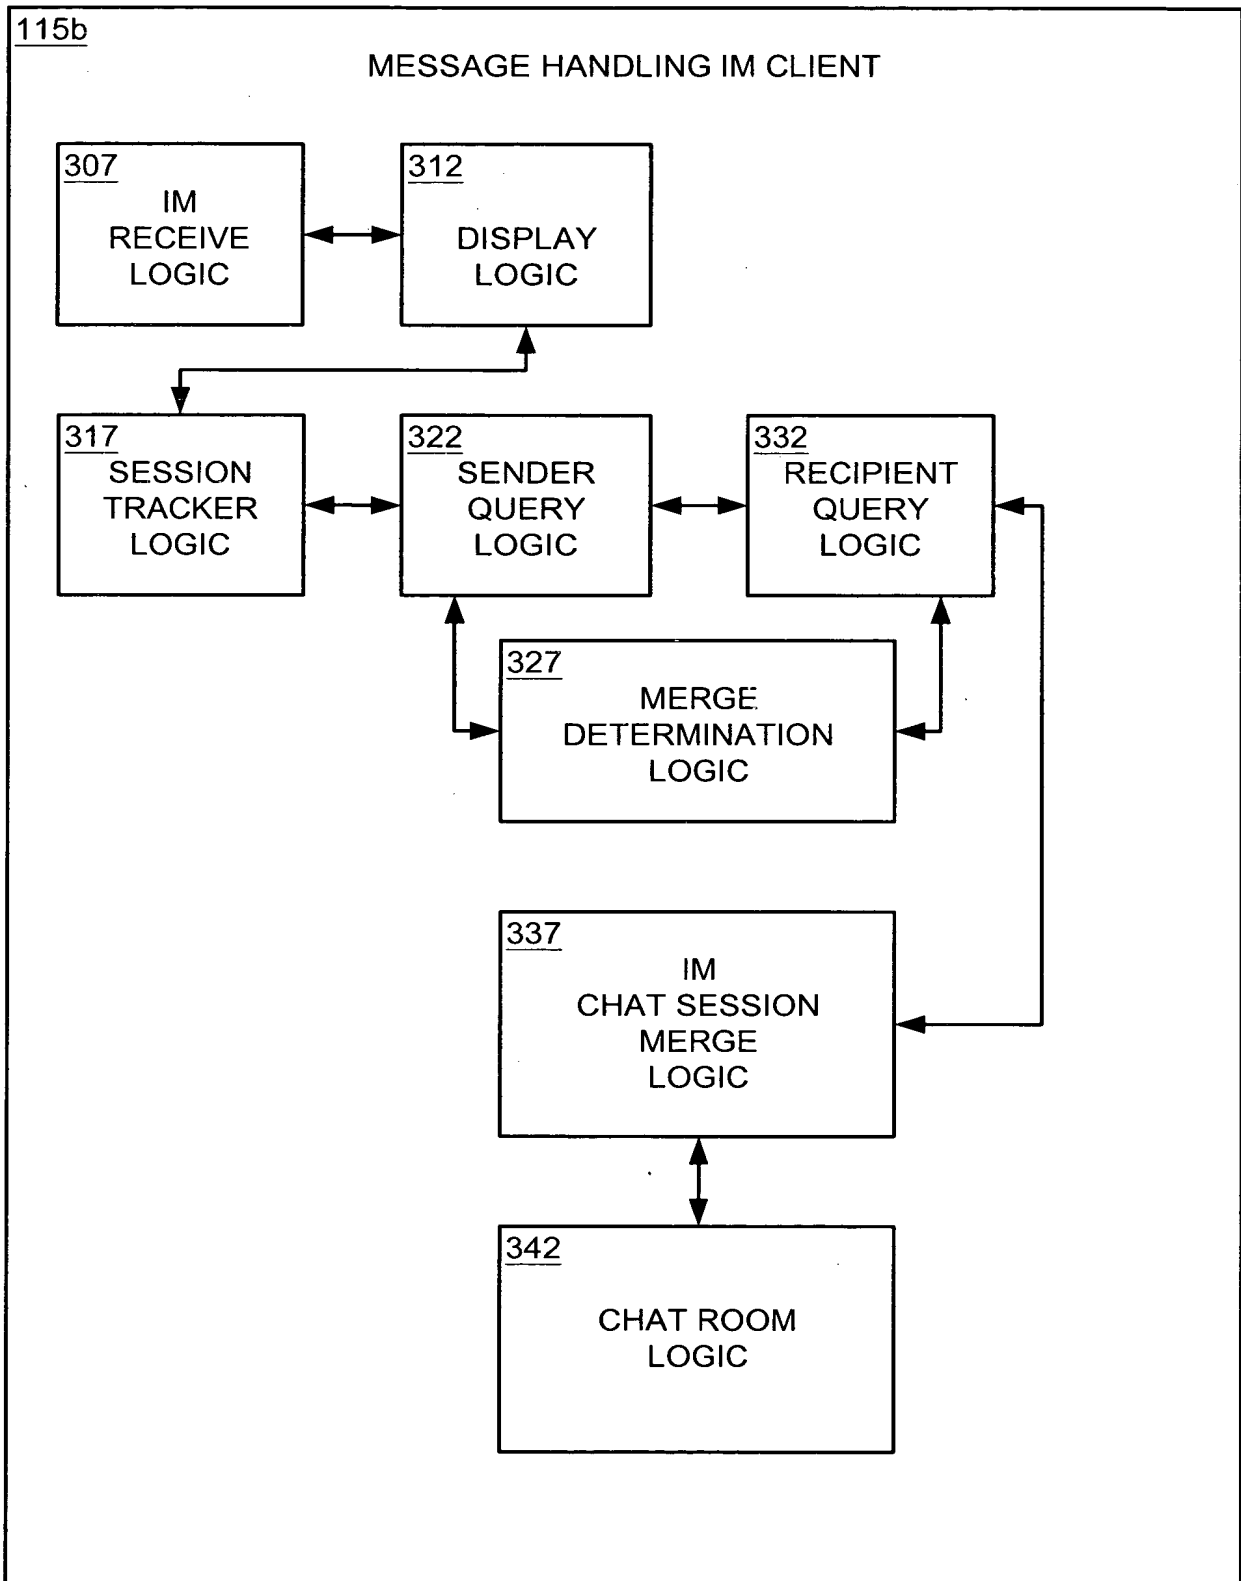 115b
MESSAGE HANDLING IM CLIENT
307
IM
RECEIVE
LOGIC
312
DISPLAY
LOGIC
317
SESSION
TRACKER
LOGIC
322
SENDER
QUERY
LOGIC
332
RECIPIENT
QUERY
LOGIC
327
MERGE
DETERMINATION
LOGIC
337
IM
CHAT SESSION
MERGE
LOGIC
342
CHAT ROOM
LOGIC